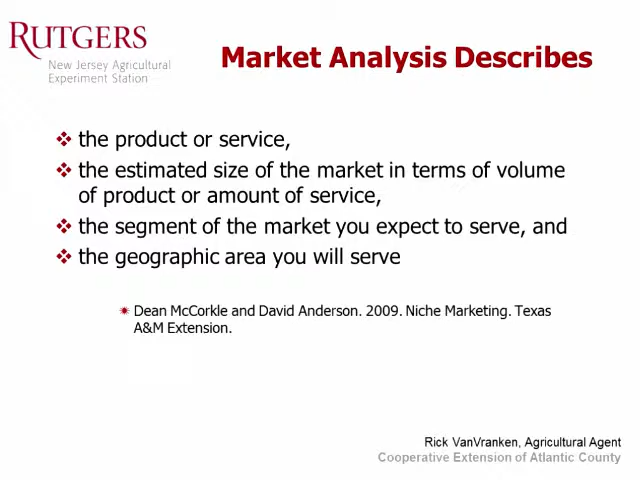 RUTGERS
New Jersey Agricultural
Experiment Station
Market Analysis Describes
the product or service,
the estimated size of the market in terms of volume
of product or amount of service,
the segment of the market you expect to serve, and
the geographic area you will serve
Dean McCorkle and David Anderson. 2009. Niche Marketing. Texas
A&M Extension.
Rick VanVranken, Agricultural Agent
Cooperative Extension of Atlantic County